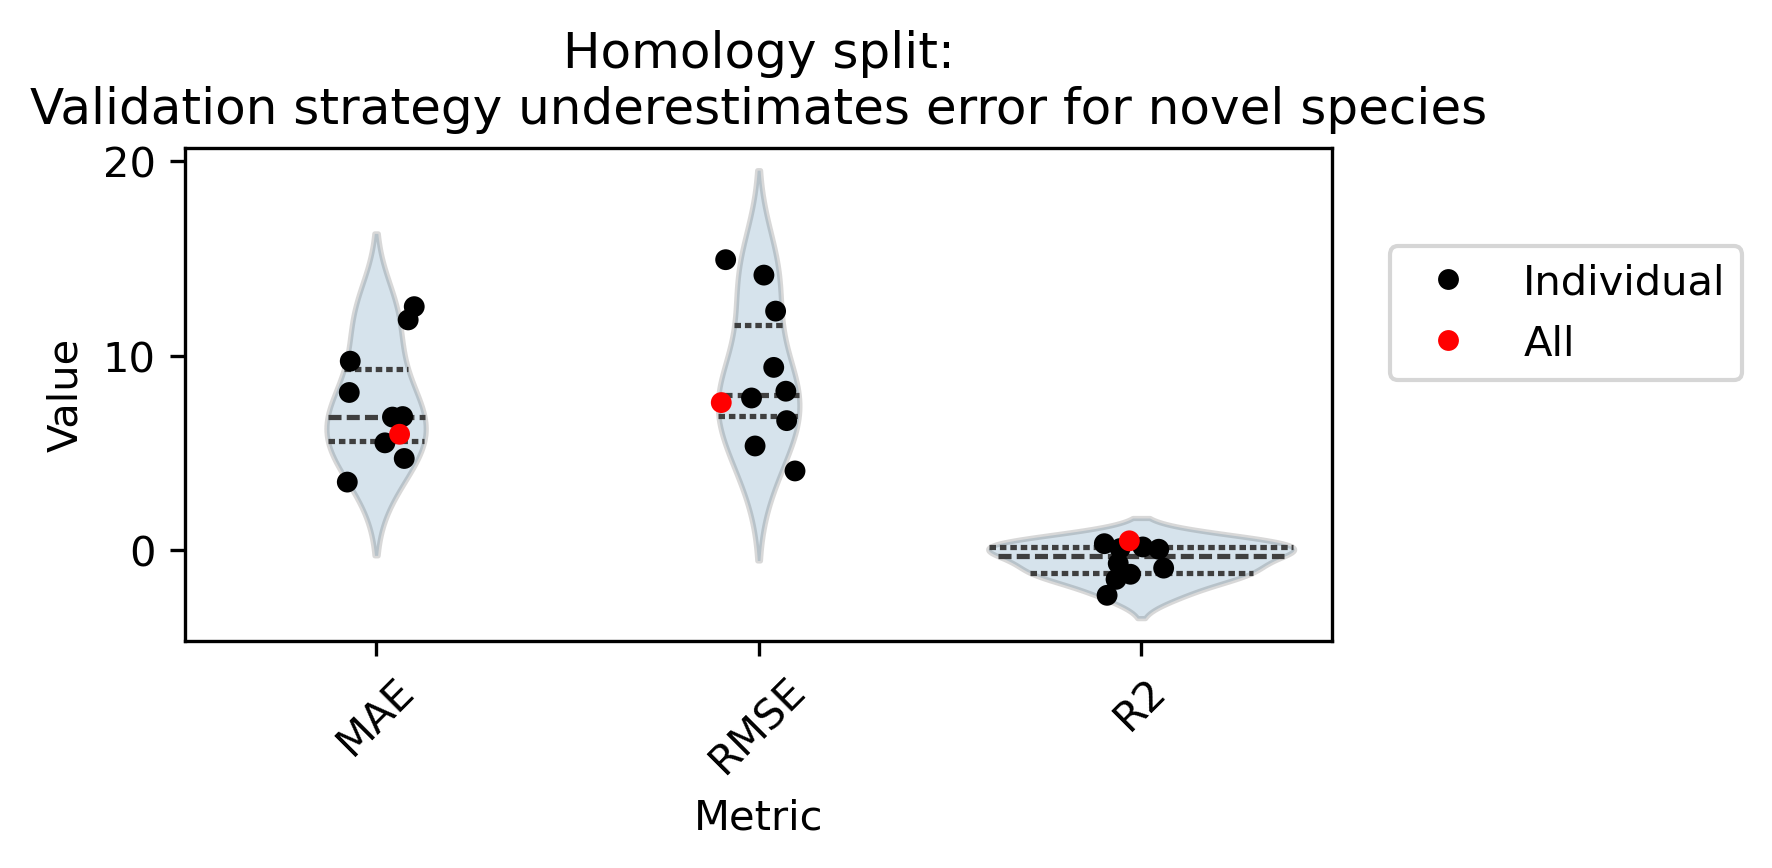 Homology split:
Validation strategy underestimates error for novel species
20
10
0
Value
MAE
RMSE
R2
Metric
Individual
All